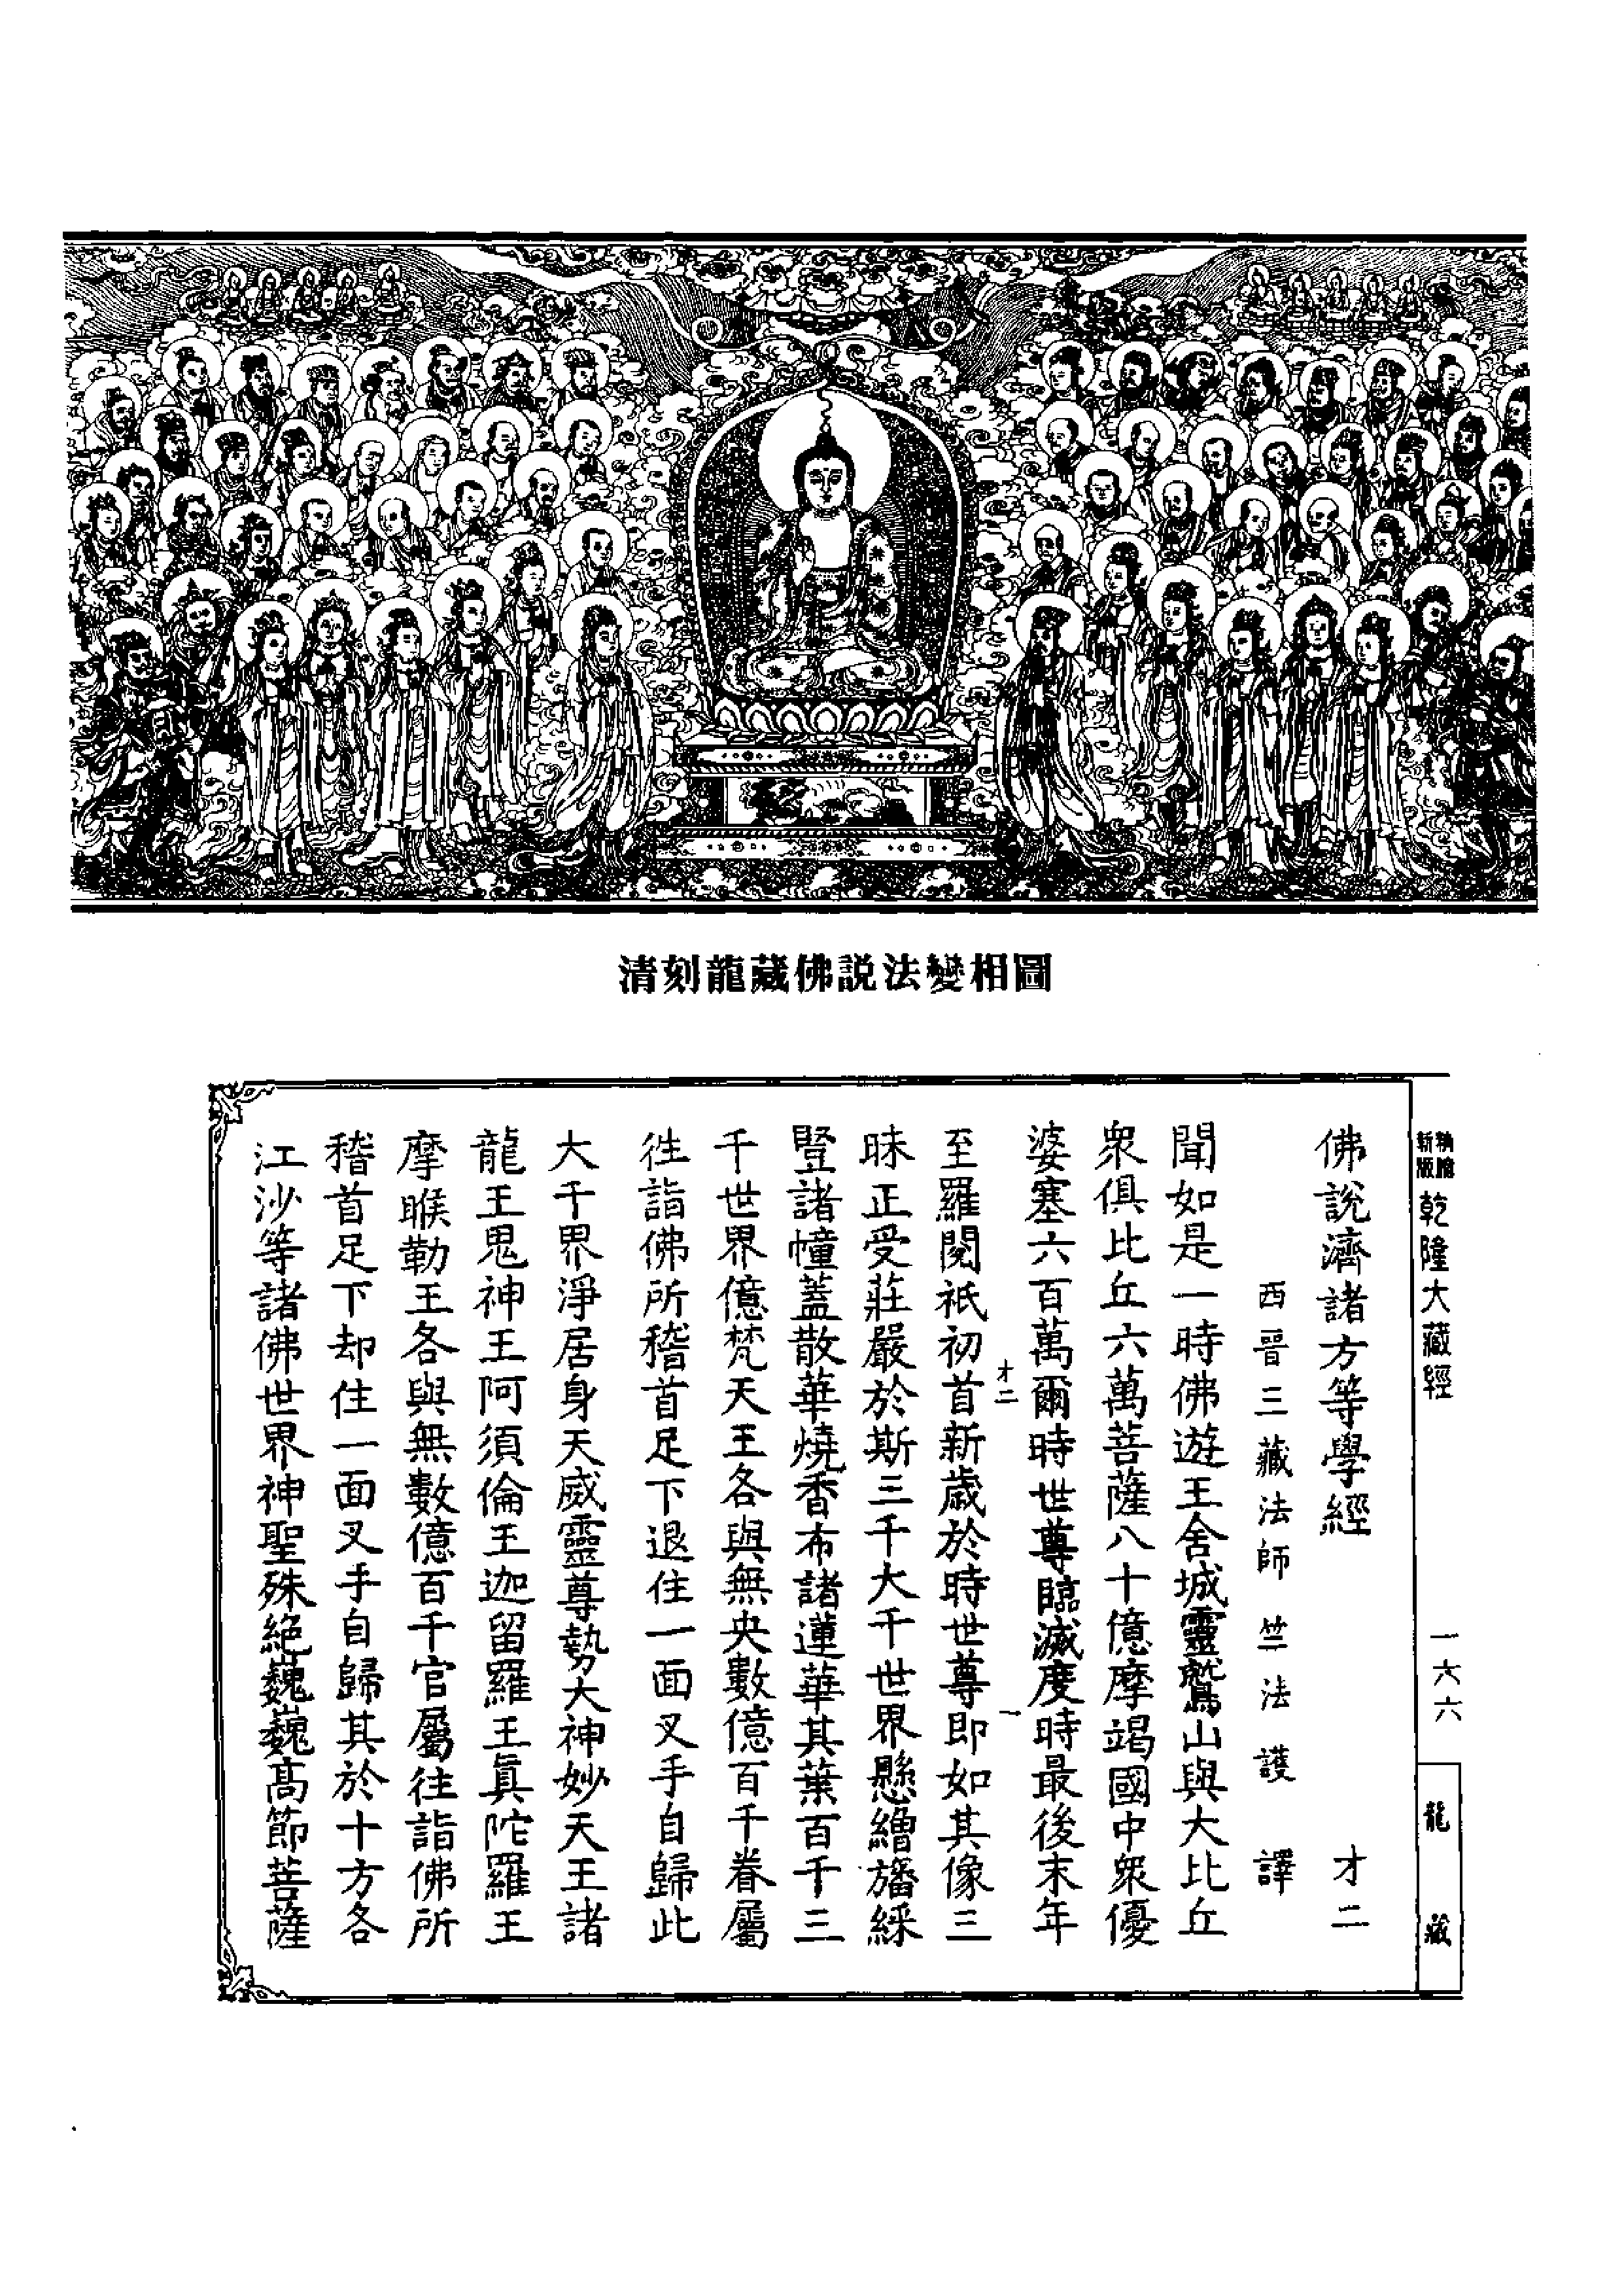 清刻龍藏佛説法變相圖
新版
精縮
乾隆大藏經
一六六
龍藏
佛說濟諸方等學經 才二
西晉三藏法師竺法護 譯
聞如是一時佛遊王舍城靈鷲山與大比丘
衆俱比丘六萬菩薩八十億摩竭國中衆優
婆塞六百萬爾時世尊臨滅度時最後末年
才二 一
至羅閱祇初首新歲於時世尊即如其像三
昧正受莊嚴於斯三千大千世界懸繒旛綵
豎諸幢蓋散華燒香布諸蓮華其葉百千三
千世界億梵天王各與無央數億百千眷屬
徃詣佛所稽首足下退住一面叉手自歸此
大千界淨居身天威靈尊勢大神妙天王諸
龍王鬼神王阿須倫王迦留羅王眞陀羅王
摩睺勒王各與無數億百千官屬往詣佛所
稽首足下却住一面叉手自歸其於十方各
江沙等諸佛世界神聖殊絕巍巍高節菩薩